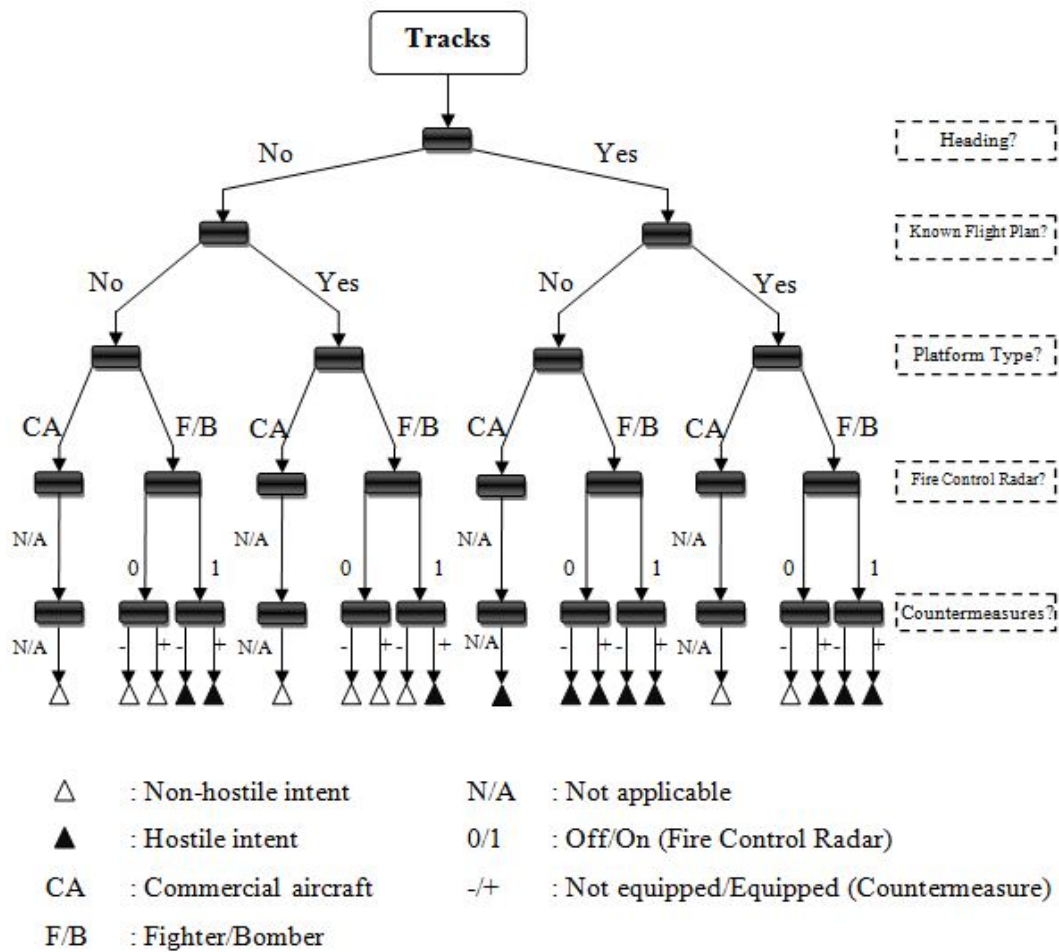 Tracks
Heading?
No Yes
Known Flight Plan?
No Yes No Yes
Platform Type?
CA F/B CA F/B CA F/B CA F/B
Fire Control Radar?
N/A N/A N/A N/A
0 1 0 1 0 1 0 1
Countermeasures?
N/A - + - + N/A - + - + N/A - + - + N/A - + - +
: Non-hostile intent N/A : Not applicable
: Hostile intent 0/1 : Off/On (Fire Control Radar)
CA : Commercial aircraft -/+ : Not equipped/Equipped (Countermeasure)
F/B : Fighter/Bomber